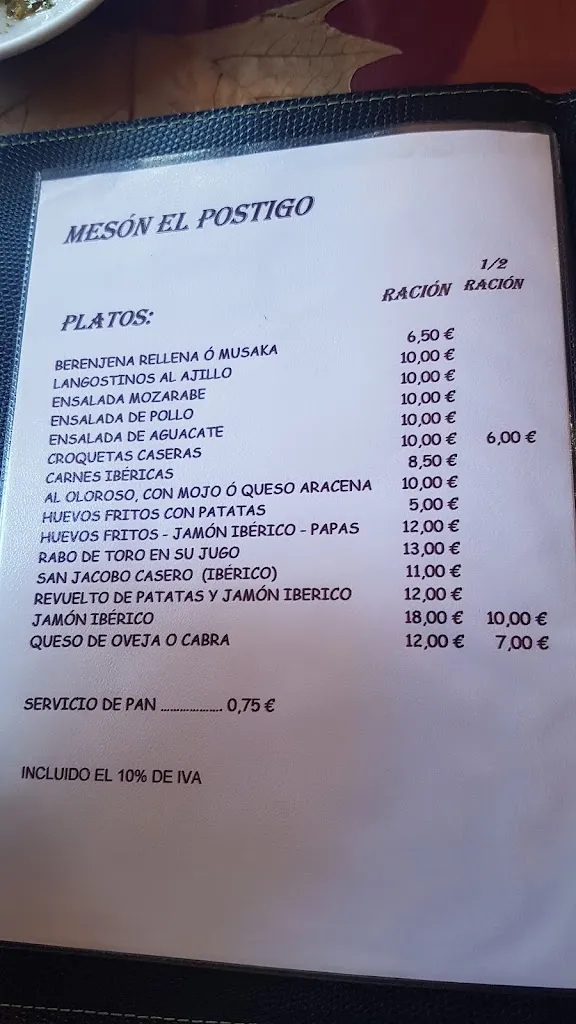 MESÓN EL POSTIGO
1/2
PLATOS: RACIÓN RACIÓN
BERENJENA RELLENA Ó MUSAKA 6,50 €
LANGOSTINOS AL AJILLO 10,00 €
ENSALADA MOZARABE 10,00 €
ENSALADA DE POLLO 10,00 €
ENSALADA DE AGUACATE 10,00 €
CROQUETAS CASERAS 10,00 € 6,00 €
CARNES IBÉRICAS 8,50 €
AL OLOROSO, CON MOJO Ó QUESO ARACENA 10,00 €
HUEVOS FRITOS CON PATATAS 5,00 €
HUEVOS FRITOS - JAMÓN IBÉRICO - PAPAS 12,00 €
RABO DE TORO EN SU JUGO 13,00 €
SAN JACOBO CASERO (IBÉRICO) 11,00 €
REVUELTO DE PATATAS Y JAMÓN IBERICO 12,00 €
JAMÓN IBÉRICO 18,00 € 10,00 €
QUESO DE OVEJA O CABRA 12,00 € 7,00 €
SERVICIO DE PAN ................... 0,75 €
INCLUIDO EL 10% DE IVA